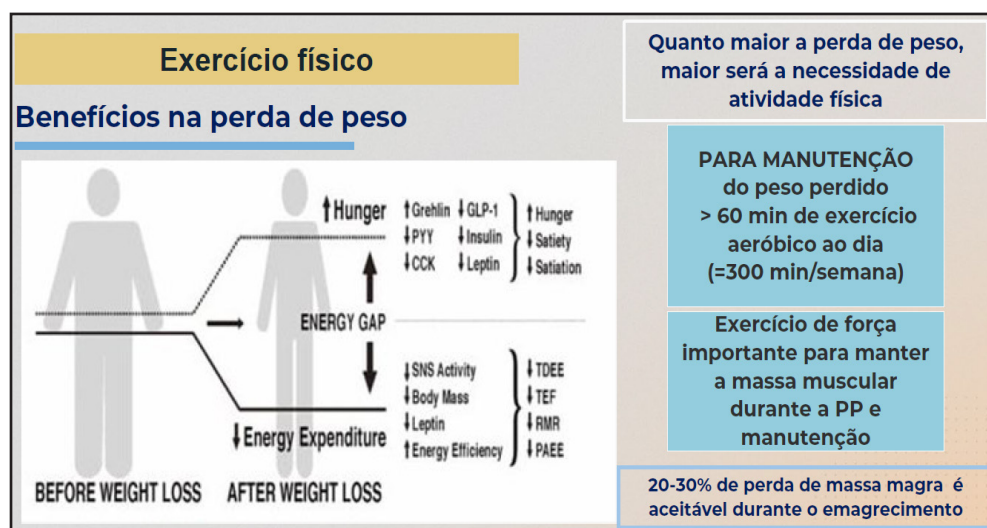 Exercício físico
Benefícios na perda de peso
↑Hunger
↑Grehlin ↓GLP-1
↓PYY ↓Insulin
↓CCK ↓Leptin
↑Hunger
↓Satiety
↓Satiation
ENERGY GAP
↓SNS Activity
↓Body Mass
↓Leptin
↑Energy Efficiency
↓TDEE
↓TEF
↓RMR
↓PAEE
↓Energy Expenditure
BEFORE WEIGHT LOSS
AFTER WEIGHT LOSS
Quanto maior a perda de peso,
maior será a necessidade de
atividade física
PARA MANUTENÇÃO
do peso perdido
> 60 min de exercício
aeróbico ao dia
(=300 min/semana)
Exercício de força
importante para manter
a massa muscular
durante a PP e
manutenção
20-30% de perda de massa magra é
aceitável durante o emagrecimento